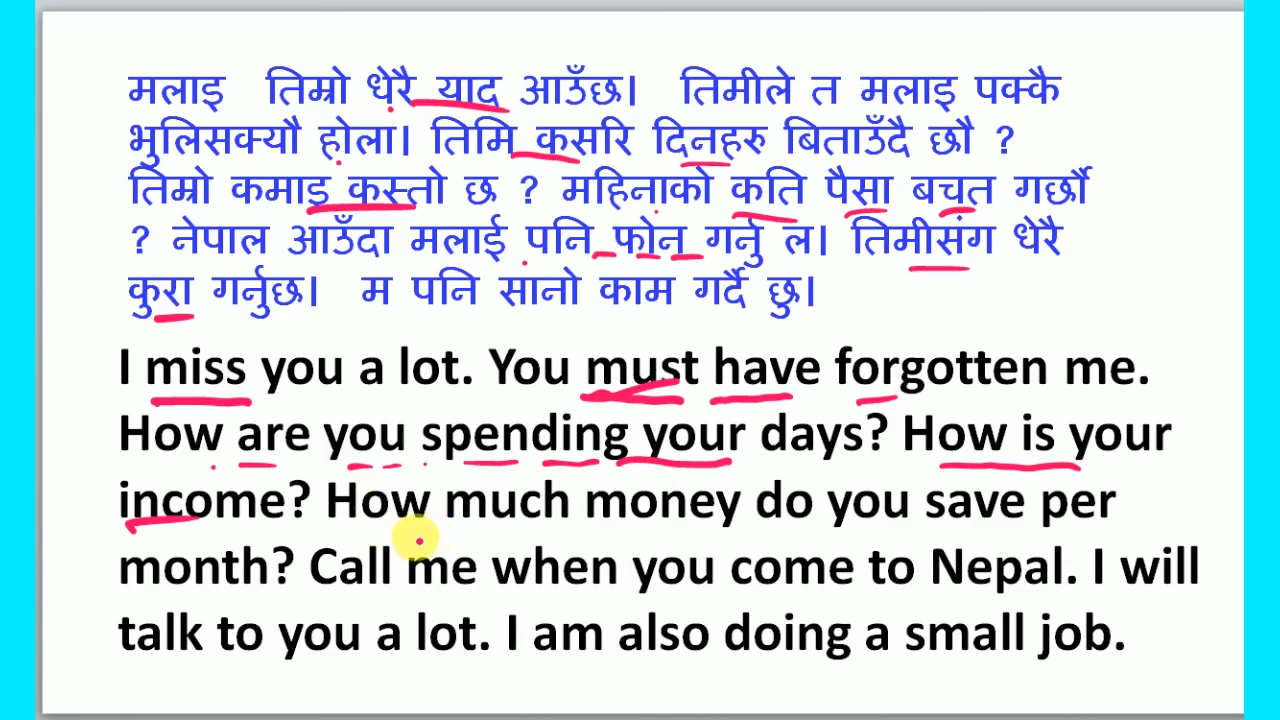 मलाइ तिम्रो धेरै याद आउँछ। तिमीले त मलाइ पक्कै
भुलिसक्यौ होला। तिमि कसरि दिनहरु बिताउँदै छौ ?
तिम्रो कमाइ कस्तो छ ? महिनाको कति पैसा बचत गर्छौ
? नेपाल आउँदा मलाई पनि फोन गर्नु ल। तिमीसंग धेरै
कुरा गर्नुछ। म पनि सानो काम गर्दै छु।
I miss you a lot. You must have forgotten me.
How are you spending your days? How is your
income? How much money do you save per
month? Call me when you come to Nepal. I will
talk to you a lot. I am also doing a small job.